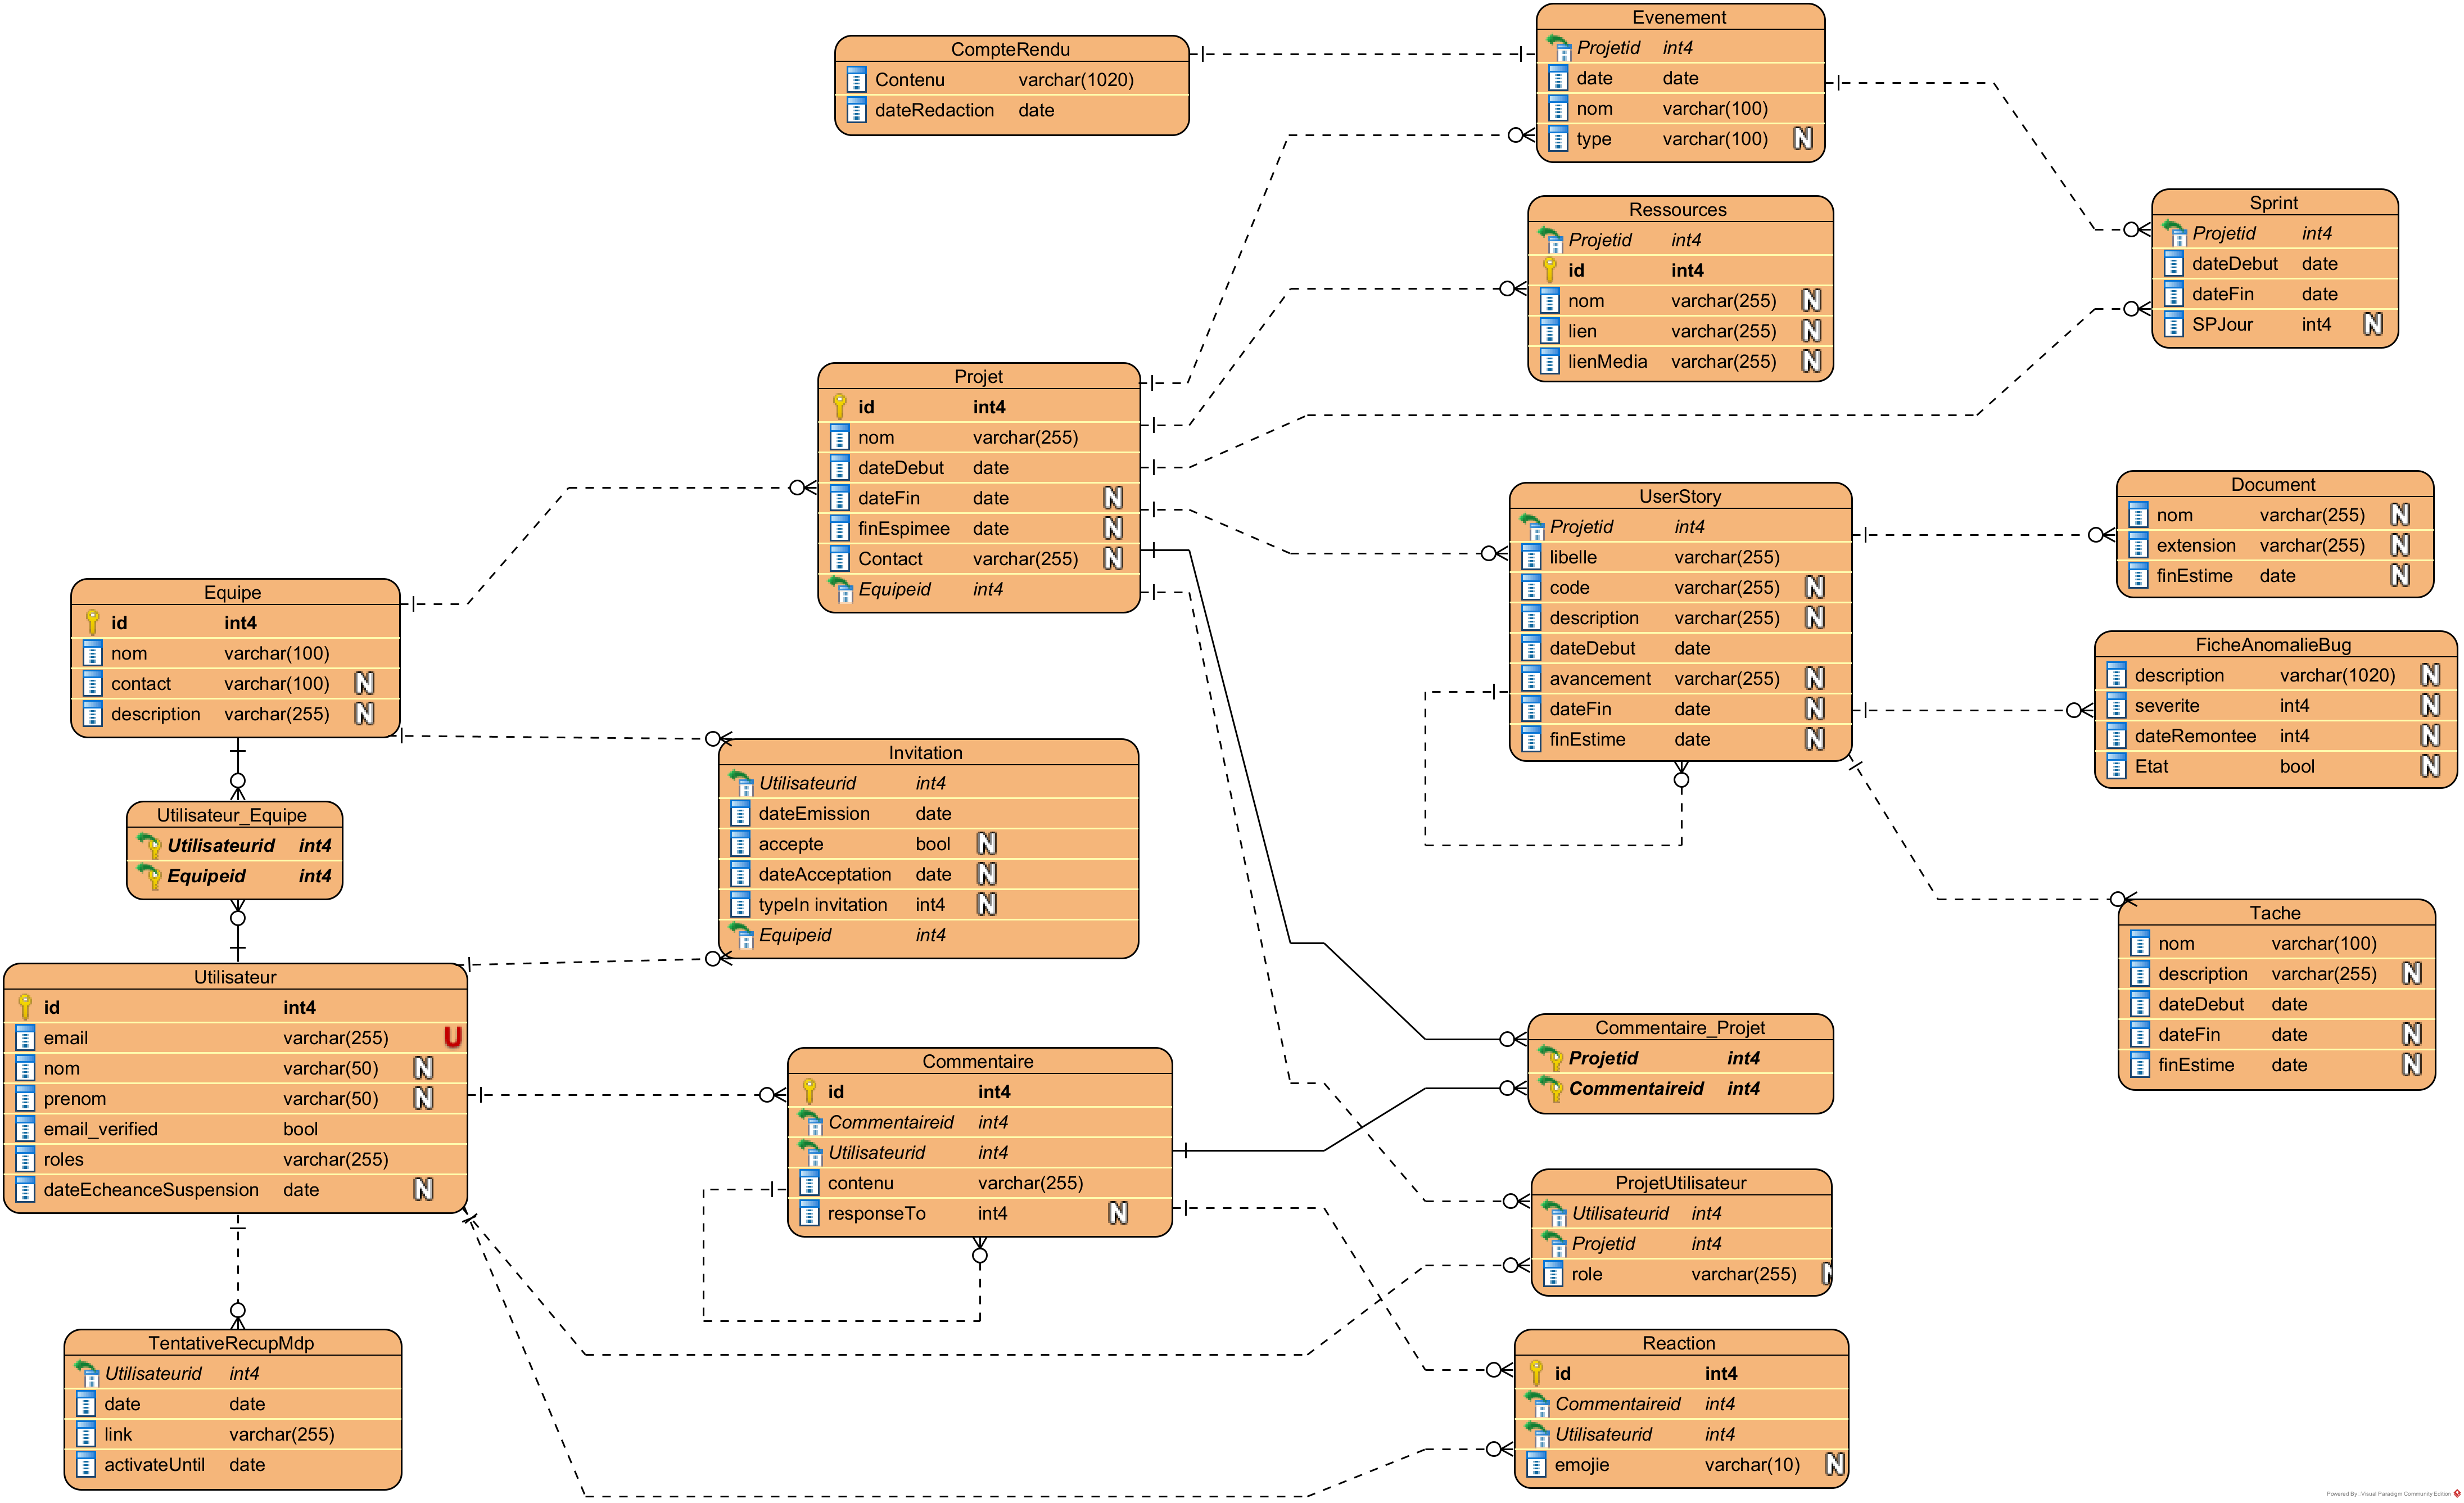 CompteRendu
Contenu varchar(1020)
dateRedaction date
Evenement
Projetid int4
date date
nom varchar(100)
type varchar(100) N
Ressources
Projetid int4
id int4
nom varchar(255) N
lien varchar(255) N
lienMedia varchar(255) N
Sprint
Projetid int4
dateDebut date
dateFin date
SPJour int4 N
Projet
id int4
nom varchar(255)
dateDebut date
dateFin date N
finEspimee date N
Contact varchar(255) N
Equipeid int4
UserStory
Projetid int4
libelle varchar(255)
code varchar(255) N
description varchar(255) N
dateDebut date
avancement varchar(255) N
dateFin date N
finEstime date N
Document
nom varchar(255) N
extension varchar(255) N
finEstime date N
FicheAnomalieBug
description varchar(1020) N
severite int4 N
dateRemontee int4 N
Etat bool N
Equipe
id int4
nom varchar(100)
contact varchar(100) N
description varchar(255) N
Invitation
Utilisateurid int4
dateEmission date
accepte bool N
dateAcceptation date N
typeIn invitation int4 N
Equipeid int4
Utilisateur_Equipe
Utilisateurid int4
Equipeid int4
Tache
nom varchar(100)
description varchar(255) N
dateDebut date
dateFin date N
finEstime date N
Utilisateur
id int4
email varchar(255) U
nom varchar(50) N
prenom varchar(50) N
email_verified bool
roles varchar(255)
dateEcheanceSuspension date N
Commentaire
id int4
Commentaireid int4
Utilisateurid int4
contenu varchar(255)
responseTo int4 N
Commentaire_Projet
Projetid int4
Commentaireid int4
ProjetUtilisateur
Utilisateurid int4
Projetid int4
role varchar(255) N
TentativeRecupMdp
Utilisateurid int4
date date
link varchar(255)
activateUntil date
Reaction
id int4
Commentaireid int4
Utilisateurid int4
emojie varchar(10) N
Powered By: Visual Paradigm Community Edition